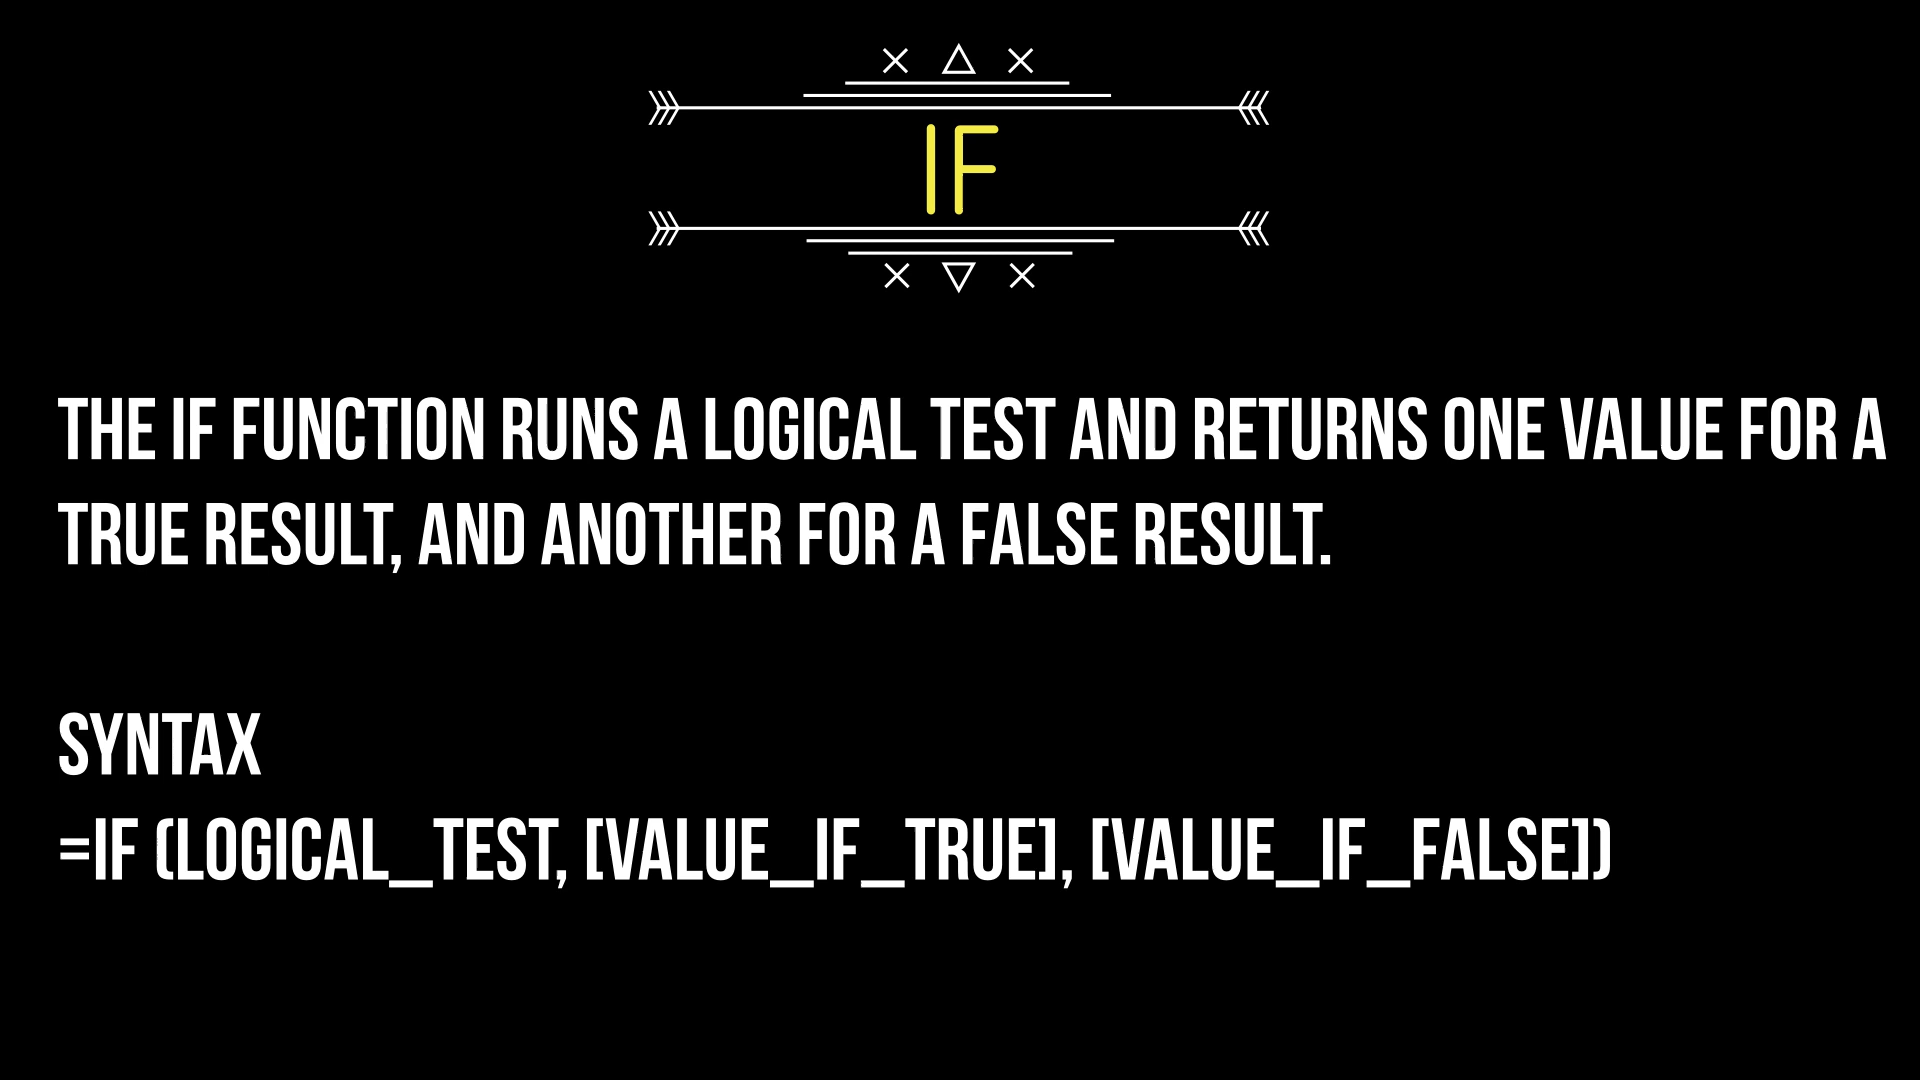 IF
THE IF FUNCTION RUNS A LOGICAL TEST AND RETURNS ONE VALUE FOR A
TRUE RESULT, AND ANOTHER FOR A FALSE RESULT.
SYNTAX
=IF (LOGICAL_TEST, [VALUE_IF_TRUE], [VALUE_IF_FALSE])